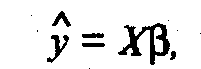 ŷ = Xβ,